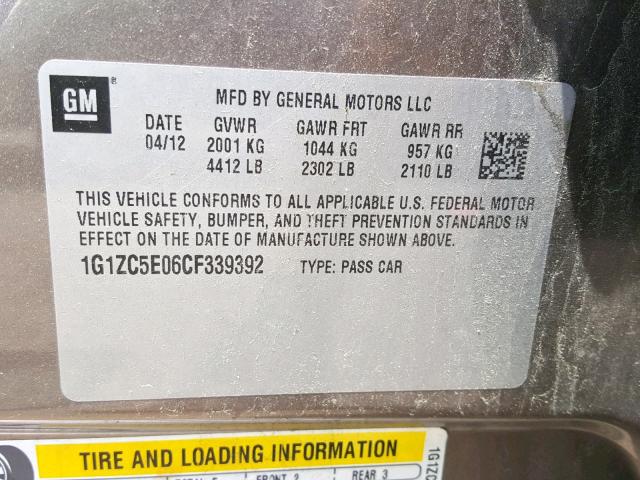 GM ®
MFD BY GENERAL MOTORS LLC
DATE GVWR GAWR FRT GAWR RR
04/12 2001 KG 1044 KG 957 KG
4412 LB 2302 LB 2110 LB
THIS VEHICLE CONFORMS TO ALL APPLICABLE U.S. FEDERAL MOTOR
VEHICLE SAFETY, BUMPER, AND THEFT PREVENTION STANDARDS IN
EFFECT ON THE DATE OF MANUFACTURE SHOWN ABOVE.
1G1ZC5E06CF339392 TYPE: PASS CAR
TIRE AND LOADING INFORMATION
FRONT 2 REAR 3
1G1ZC